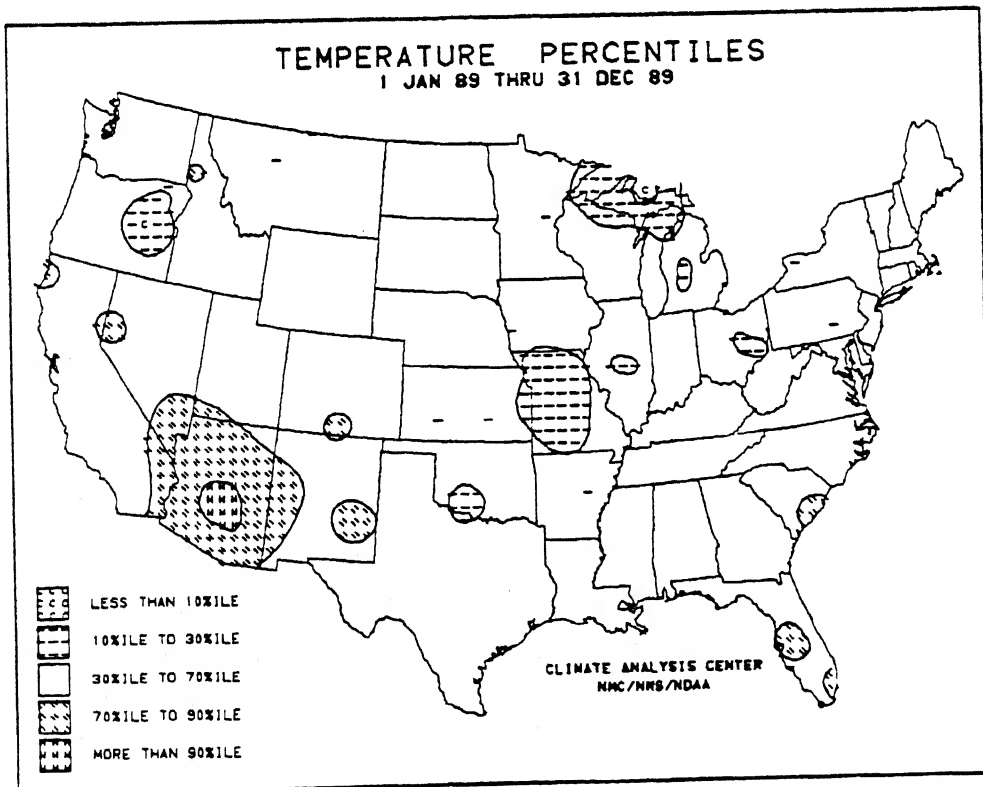 TEMPERATURE PERCENTILES
1 JAN 89 THRU 31 DEC 89
C
C
LESS THAN 10%ILE
10%ILE TO 30%ILE
30%ILE TO 70%ILE
70%ILE TO 90%ILE
MORE THAN 90%ILE
CLIMATE ANALYSIS CENTER
NMC/NWS/NOAA